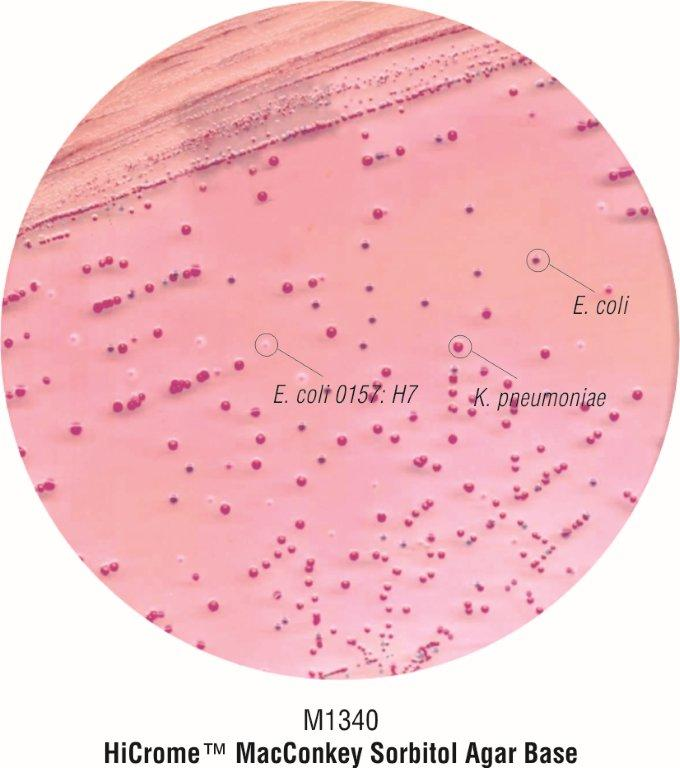 E. coli
E. coli 0157: H7
K. pneumoniae
M1340
HiCrome™ MacConkey Sorbitol Agar Base